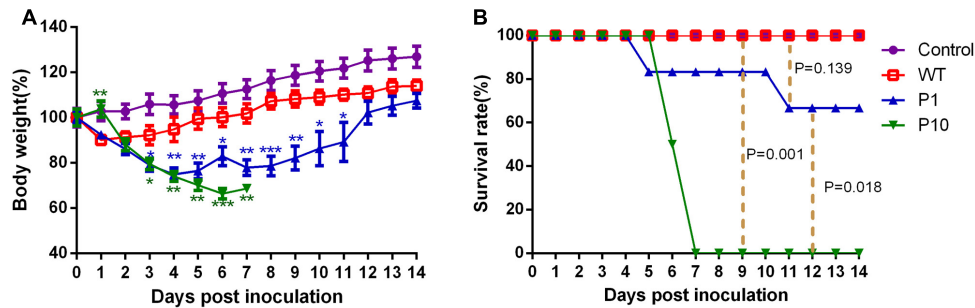 A
Body weight(%)
140
120
100
80
60
40
** * ** ** * ** *** ** * *
* ** ** *** **
0 1 2 3 4 5 6 7 8 9 10 11 12 13 14
Days post inoculation
B
Survival rate(%)
100
80
60
40
20
0
P=0.139
P=0.001
P=0.018
0 1 2 3 4 5 6 7 8 9 10 11 12 13 14
Days post inoculation
Control
WT
P1
P10